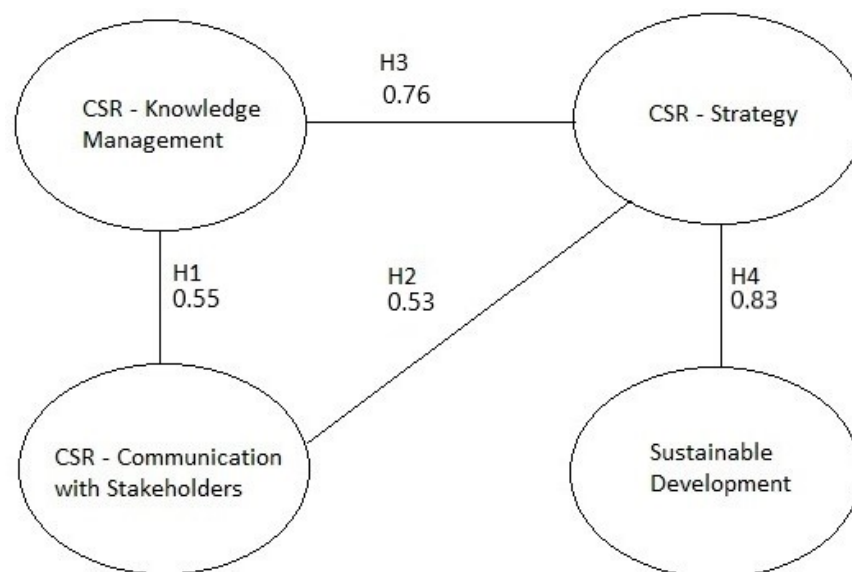 H3
0.76
CSR - Knowledge
Management
CSR - Strategy
H1
0.55
H2
0.53
H4
0.83
CSR - Communication
with Stakeholders
Sustainable
Development